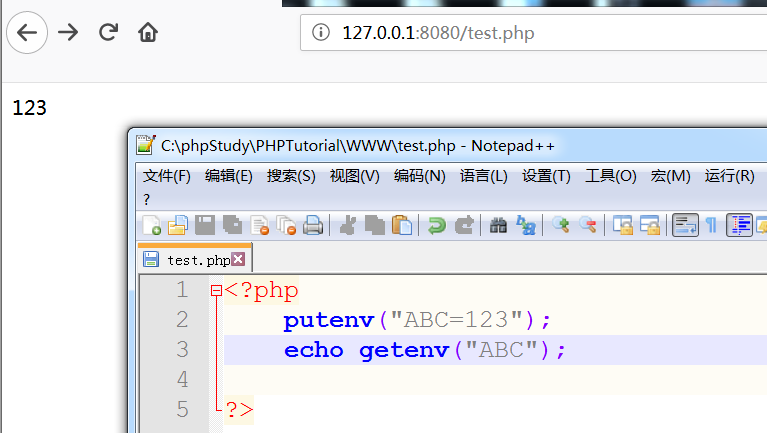 127.0.0.1:8080/test.php
123
C:\phpStudy\PHPTutorial\WWW\test.php - Notepad++
文件(F) 编辑(E) 搜索(S) 视图(V) 编码(N) 语言(L) 设置(T) 工具(O) 宏(M) 运行(R)
?
test.php
1 <?php
2 putenv("ABC=123");
3 echo getenv("ABC");
4
5 ?>